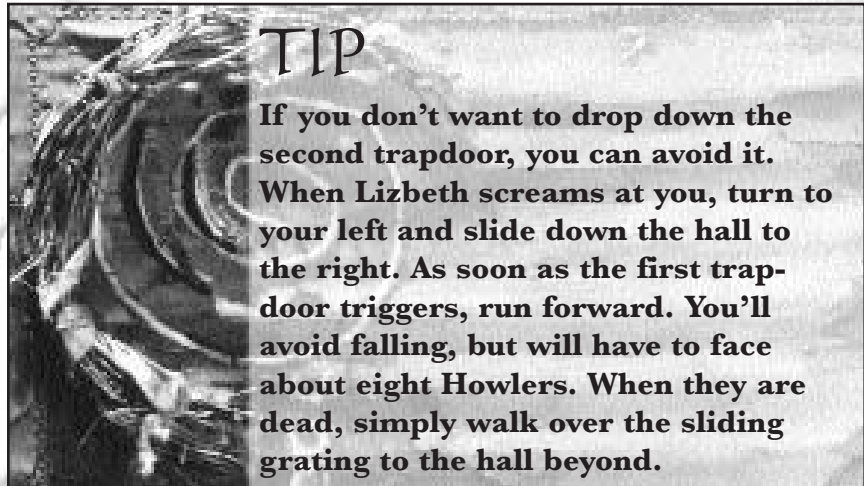 TIP
If you don’t want to drop down the
second trapdoor, you can avoid it.
When Lizbeth screams at you, turn to
your left and slide down the hall to
the right. As soon as the first trap-
door triggers, run forward. You’ll
avoid falling, but will have to face
about eight Howlers. When they are
dead, simply walk over the sliding
grating to the hall beyond.